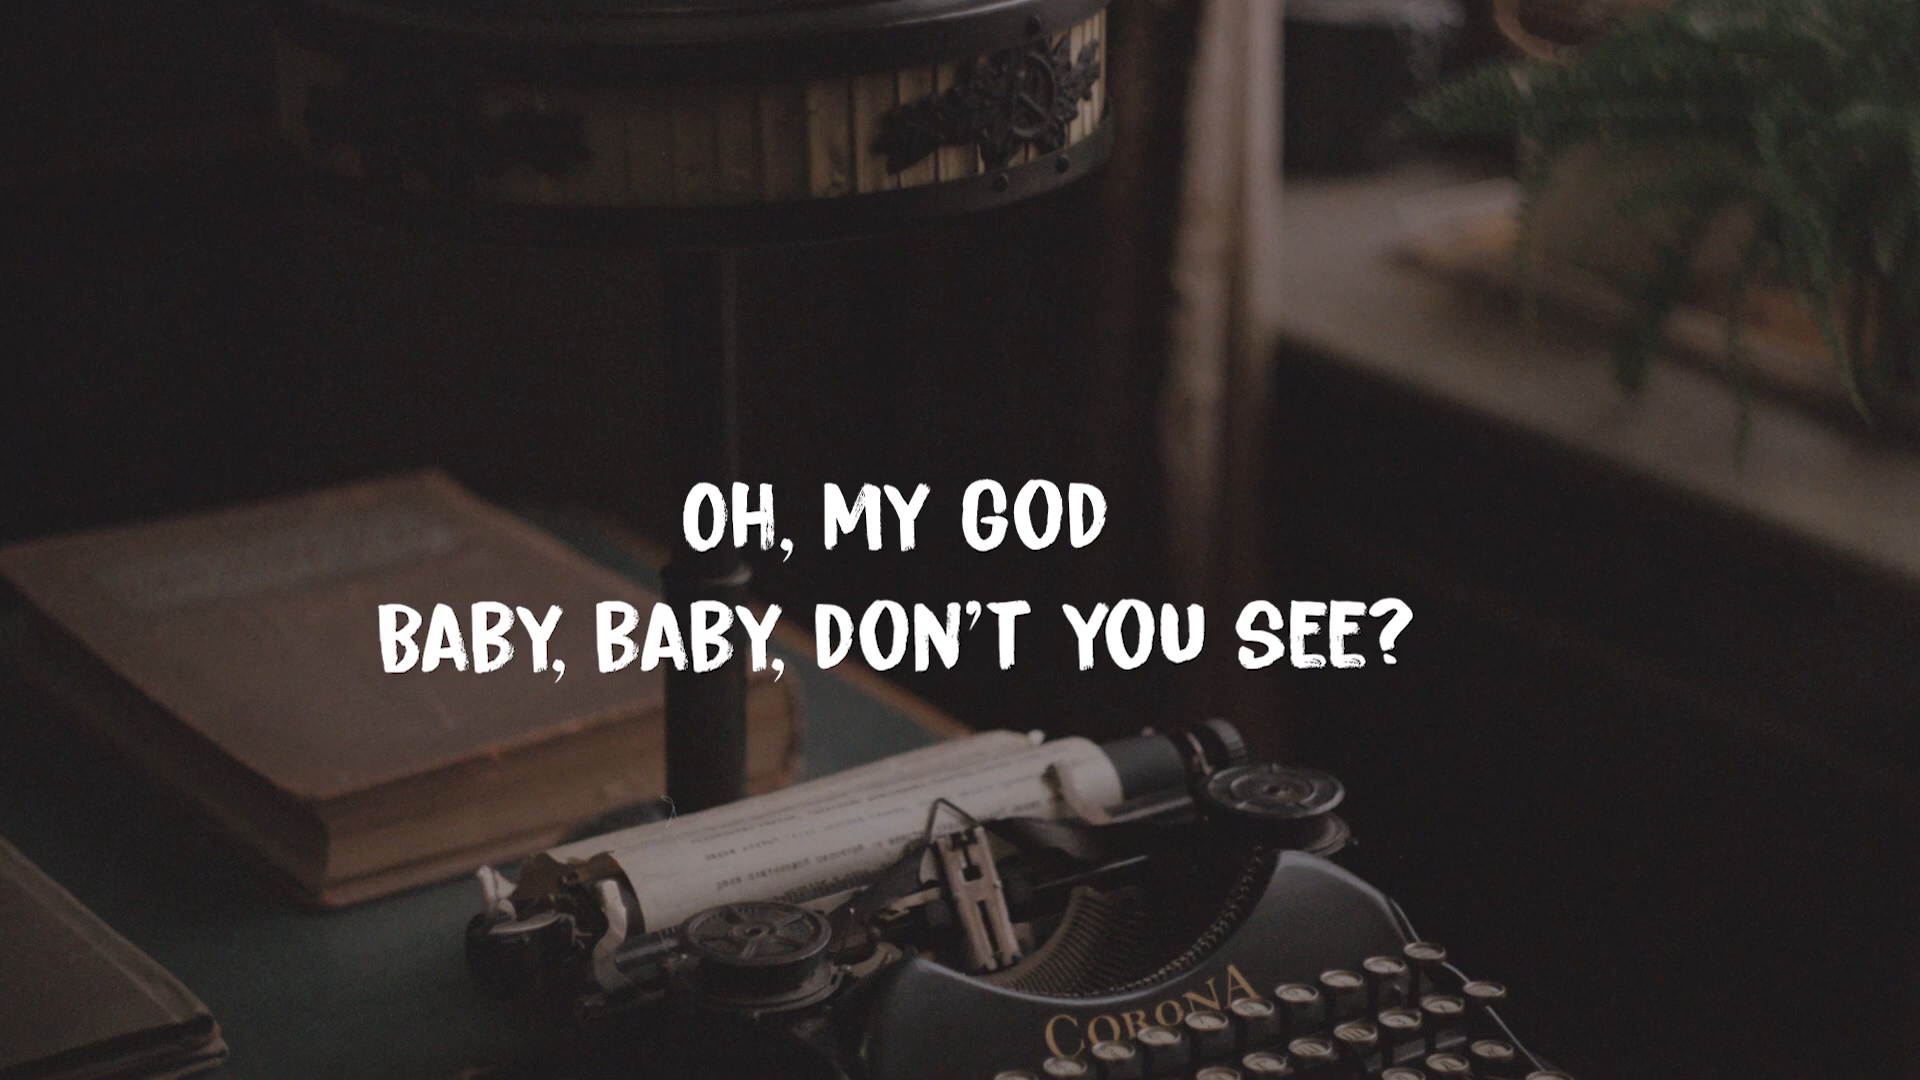 OH, MY GOD
BABY, BABY, DON'T YOU SEE?
CORONA